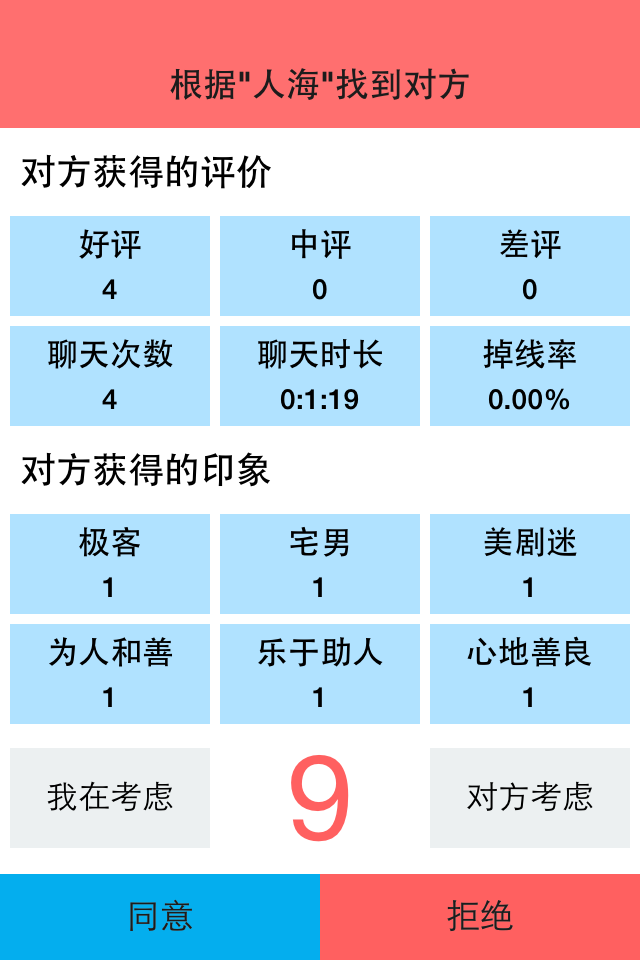 根据"人海"找到对方
对方获得的评价
好评 中评 差评
4 0 0
聊天次数 聊天时长 掉线率
4 0:1:19 0.00%
对方获得的印象
极客 宅男 美剧迷
1 1 1
为人和善 乐于助人 心地善良
1 1 1
我在考虑 9 对方考虑
同意 拒绝